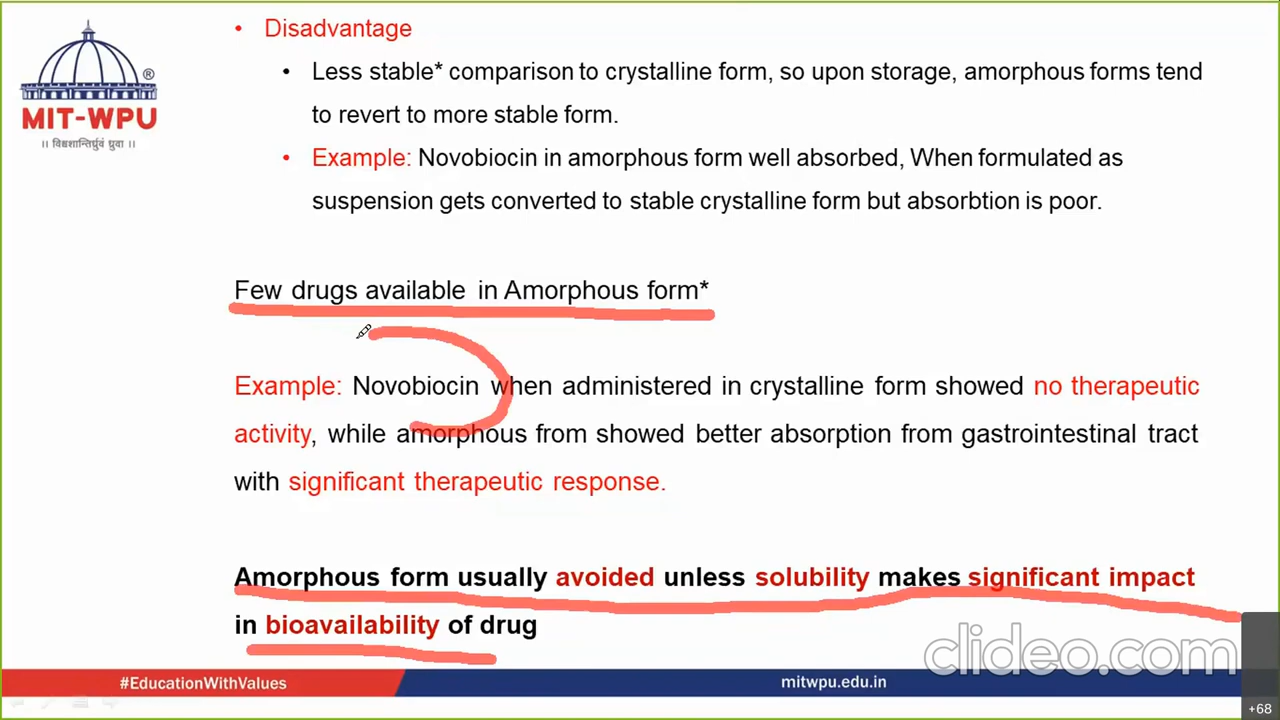 • Disadvantage
• Less stable* comparison to crystalline form, so upon storage, amorphous forms tend
to revert to more stable form.
• Example: Novobiocin in amorphous form well absorbed, When formulated as
suspension gets converted to stable crystalline form but absorbtion is poor.
®
MIT-WPU
॥ विश्वशान्तिर्ध्रुवं ध्रुवा ॥
Few drugs available in Amorphous form*
Example: Novobiocin when administered in crystalline form showed no therapeutic
activity, while amorphous from showed better absorption from gastrointestinal tract
with significant therapeutic response.
Amorphous form usually avoided unless solubility makes significant impact
in bioavailability of drug
clideo.com
#EducationWithValues
mitwpu.edu.in
+68